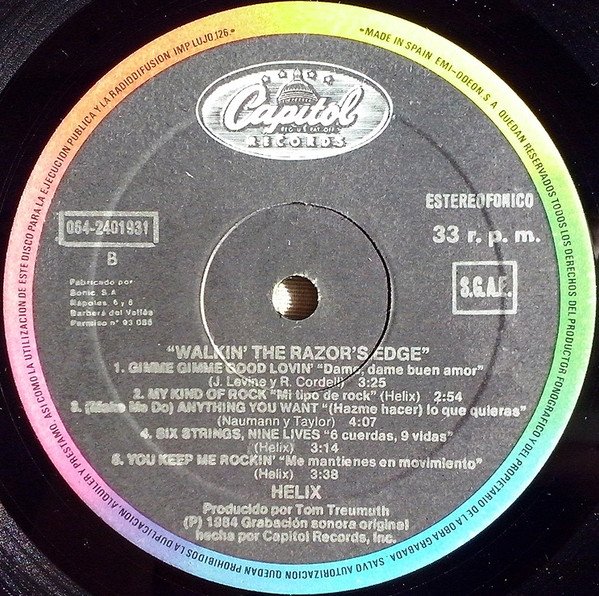 MADE IN SPAIN EMI-ODEON S.A. QUEDAN RESERVADOS TODOS LOS DERECHOS DEL PRODUCTOR FONOGRAFICO Y DEL PROPIETARIO DE LA OBRA GRABADA. SALVO AUTORIZACION QUEDAN PROHIBIDOS LA DUPLICACION, ALQUILER Y PRESTAMO, ASI COMO LA UTILIZACION DE ESTE DISCO PARA LA EJECUCION PUBLICA Y LA RADIODIFUSION IMP LUJO. 126
Capitol
REG. U.S. PAT. OFF.
RECORDS
064-2401931
B
Fabricado por
Sonic, S.A.
Barberá del Vallés
ESTEREOFONICO
33 r. p. m.
S.G.A.E.
"WALKIN' THE RAZOR'S EDGE"
1. GIMME GIMME GOOD LOVIN' "Dame, dame buen amor"
(J. Levine y R. Cordell) 3:25
2. MY KIND OF ROCK "Mi tipo de rock" (Helix) 2:54
3. (Make Me Do) ANYTHING YOU WANT "(Hazme hacer) lo que quieras"
(Naumann y Taylor) 4:07
4. SIX STRINGS, NINE LIVES "6 cuerdas, 9 vidas"
(Helix) 3:14
5. YOU KEEP ME ROCKIN' "Me mantienes en movimiento"
(Helix) 3:38
HELIX
Producido por Tom Treumuth
(P) 1984 Grabación sonora original
hecha por Capitol Records, Inc.